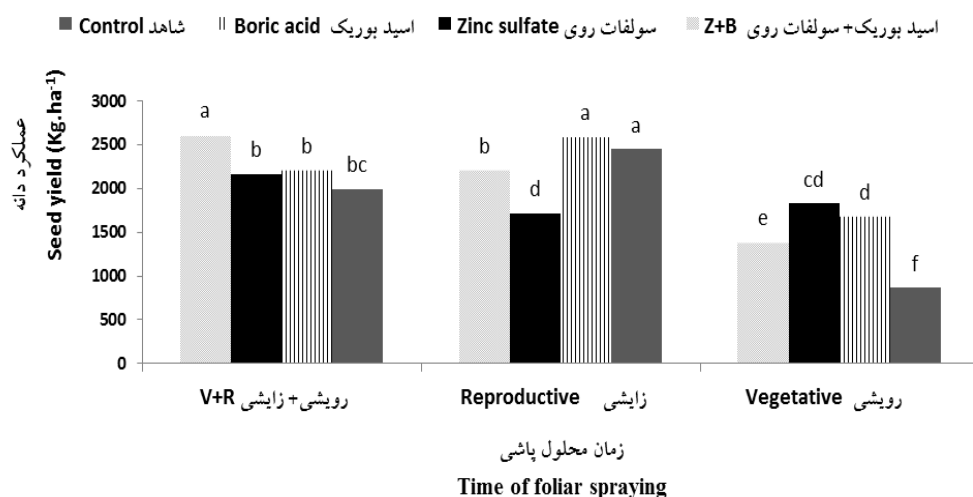 Control شاهد Boric acid اسید بوریک Zinc sulfate سولفات روی Z+B اسید بوریک+ سولفات روی
عملکرد دانه
Seed yield (Kg.ha⁻¹)
3000
2500
2000
1500
1000
500
0
a b b bc
b d a a
e cd d f
V+R رویشی+ زایشی
Reproductive زایشی
Vegetative رویشی
زمان محلول پاشی
Time of foliar spraying